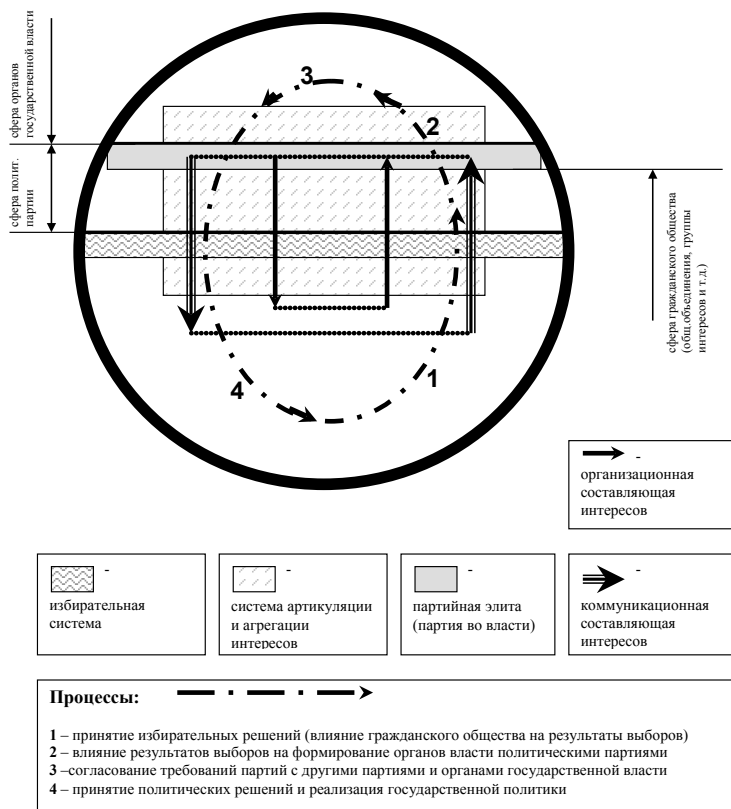 сфера органов
государственной власти
сфера полит.
партии
3
2
4
1
сфера гражданского общества
(общ.объединения, группы
интересов и т.д.)
-
организационная
составляющая
интересов
-
избирательная
система
-
система артикуляции
и агрегации
интересов
-
партийная элита
(партия во власти)
-
коммуникационная
составляющая
интересов
Процессы:
1 – принятие избирательных решений (влияние гражданского общества на результаты выборов)
2 – влияние результатов выборов на формирование органов власти политическими партиями
3 –согласование требований партий с другими партиями и органами государственной власти
4 – принятие политических решений и реализация государственной политики